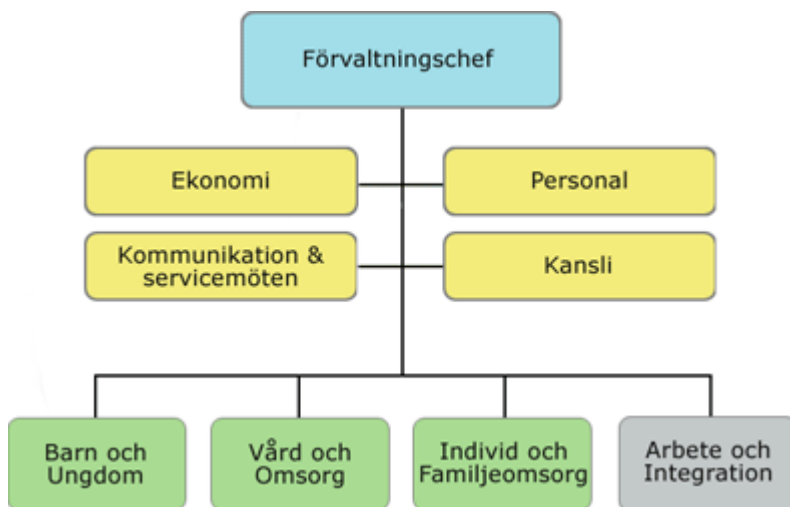 Förvaltningschef
Ekonomi
Personal
Kommunikation &
servicemöten
Kansli
Barn och
Ungdom
Vård och
Omsorg
Individ och
Familjeomsorg
Arbete och
Integration